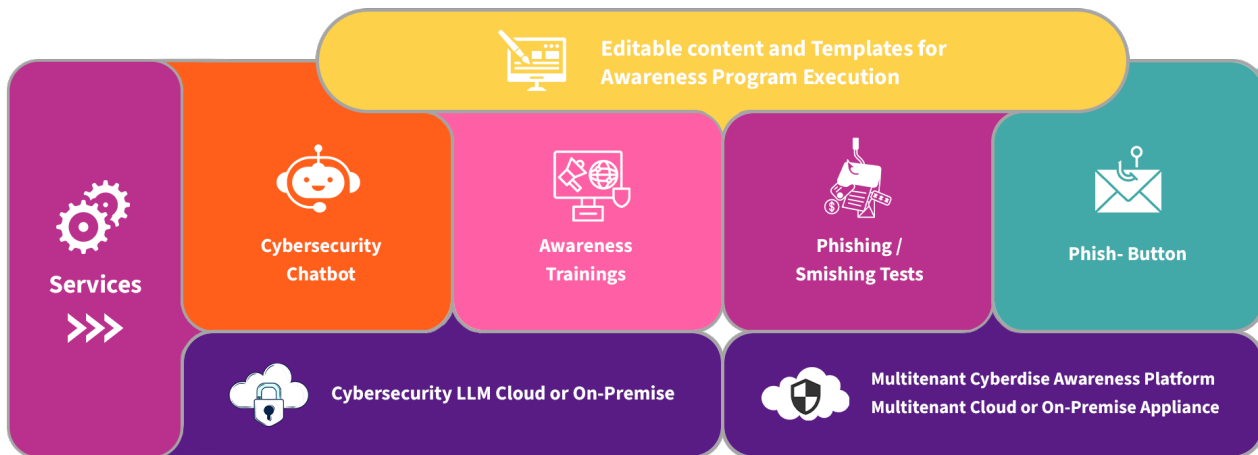 Editable content and Templates for
Awareness Program Execution
Services
Cybersecurity
Chatbot
Awareness
Trainings
Phishing /
Smishing Tests
Phish- Button
Cybersecurity LLM Cloud or On-Premise
Multitenant Cyberdise Awareness Platform
Multitenant Cloud or On-Premise Appliance